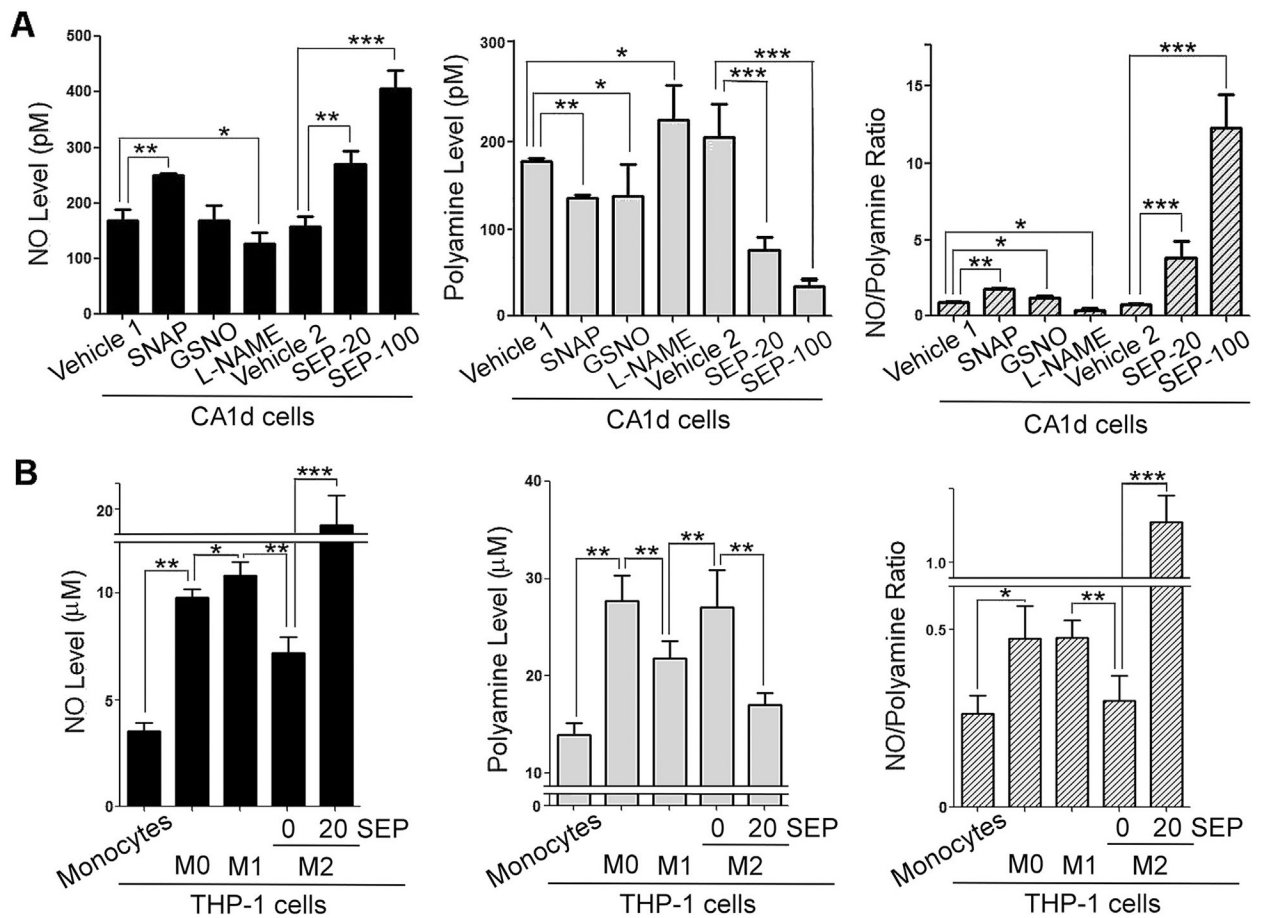 A
NO Level (pM)
500
400
300
200
100
0
*
**
**
***
Vehicle 1
SNAP
GSNO
L-NAME
Vehicle 2
SEP-20
SEP-100
CA1d cells
Polyamine Level (pM)
300
200
100
0
*
*
**
***
***
Vehicle 1
SNAP
GSNO
L-NAME
Vehicle 2
SEP-20
SEP-100
CA1d cells
NO/Polyamine Ratio
15
10
5
0
*
*
**
***
***
Vehicle 1
SNAP
GSNO
L-NAME
Vehicle 2
SEP-20
SEP-100
CA1d cells
B
NO Level (μM)
20
10
5
0
**
*
**
***
Monocytes
0 20 SEP
M0 M1 M2
THP-1 cells
Polyamine Level (μM)
40
30
20
10
0
**
**
**
**
Monocytes
0 20 SEP
M0 M1 M2
THP-1 cells
NO/Polyamine Ratio
1.0
0.5
0
*
**
***
Monocytes
0 20 SEP
M0 M1 M2
THP-1 cells